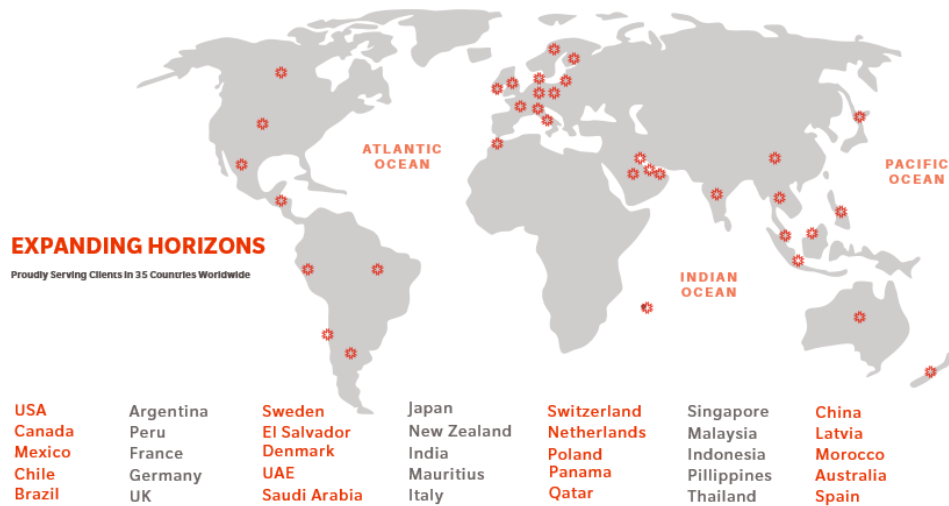 ATLANTIC
OCEAN
PACIFIC
OCEAN
EXPANDING HORIZONS
Proudly Serving Clients in 35 Countries Worldwide
INDIAN
OCEAN
USA
Canada
Mexico
Chile
Brazil
Argentina
Peru
France
Germany
UK
Sweden
El Salvador
Denmark
UAE
Saudi Arabia
Japan
New Zealand
India
Mauritius
Italy
Switzerland
Netherlands
Poland
Panama
Qatar
Singapore
Malaysia
Indonesia
Pillippines
Thailand
China
Latvia
Morocco
Australia
Spain